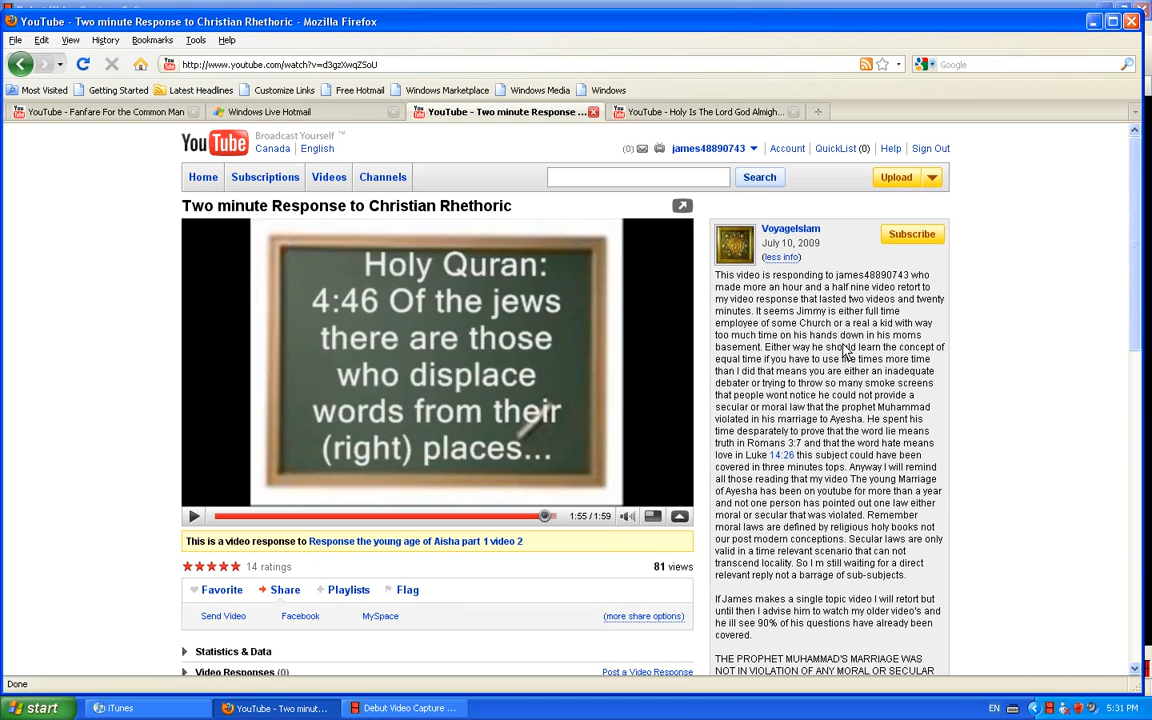 YouTube - Two minute Response to Christian Rhethoric - Mozilla Firefox
File Edit View History Bookmarks Tools Help
http://www.youtube.com/watch?v=d3gzXwqZSoU
Google
Most Visited Getting Started Latest Headlines Customize Links Free Hotmail Windows Marketplace Windows Media Windows
YouTube - Fanfare For the Common Man
Windows Live Hotmail
YouTube - Two minute Response ...
YouTube - Holy Is The Lord God Almigh...
YouTube Broadcast Yourself ™
Canada English
(0) james48890743 Account QuickList (0) Help Sign Out
Home Subscriptions Videos Channels Search Upload
Two minute Response to Christian Rhethoric
Holy Quran:
4:46 Of the jews
there are those
who displace
words from their
(right) places...
1:55 / 1:59
This is a video response to Response the young age of Aisha part 1 video 2
14 ratings
81 views
Favorite Share Playlists Flag
Send Video Facebook MySpace (more share options)
Statistics & Data
Video Responses (0) Post a Video Response
VoyageIslam
July 10, 2009
(less info)
Subscribe
This video is responding to james48890743 who
made more an hour and a half nine video retort to
my video response that lasted two videos and twenty
minutes. It seems Jimmy is either full time
employee of some Church or a real a kid with way
too much time on his hands down in his moms
basement. Either way he should learn the concept of
equal time if you have to use five times more time
than I did that means you are either an inadequate
debater or trying to throw so many smoke screens
that people wont notice he could not provide a
secular or moral law that the prophet Muhammad
violated in his marriage to Ayesha. He spent his
time desparately to prove that the word lie means
truth in Romans 3:7 and that the word hate means
love in Luke 14:26 this subject could have been
covered in three minutes tops. Anyway I will remind
all those reading that my video The young Marriage
of Ayesha has been on youtube for more than a year
and not one person has pointed out one law either
moral or secular that was violated. Remember
moral laws are defined by religious holy books not
our post modern conceptions. Secular laws are only
valid in a time relevant scenario that can not
transcend locality. So I m still waiting for a direct
relevant reply not a barrage of sub-subjects.
If James makes a single topic video I will retort but
until then I advise him to watch my older video's and
he ill see 90% of his questions have already been
covered.
THE PROPHET MUHAMMAD'S MARRIAGE WAS
NOT IN VIOLATION OF ANY MORAL OR SECULAR
Done
start
iTunes
YouTube - Two minut...
Debut Video Capture ...
EN
5:31 PM